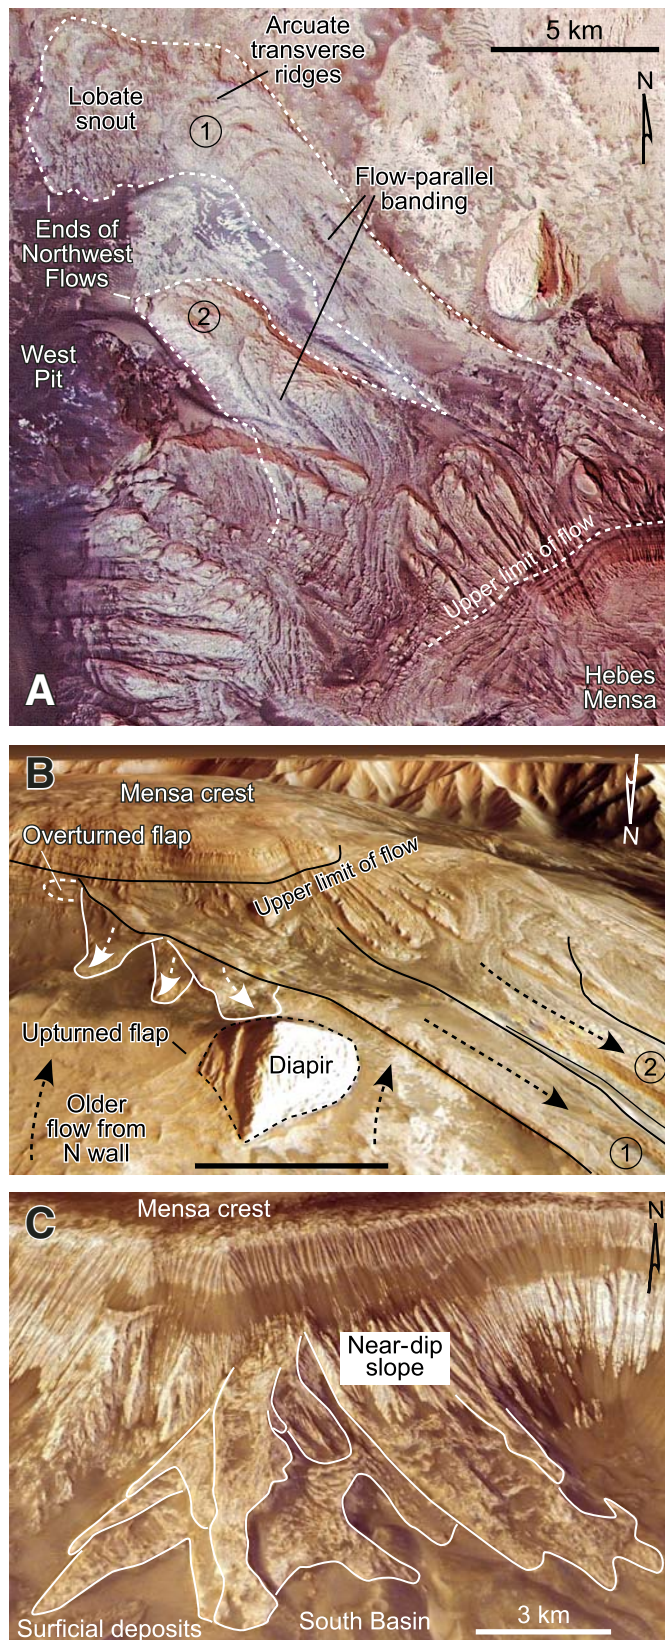 Arcuate
transverse
ridges
5 km
N
Lobate
snout
1
Flow-parallel
banding
Ends of
Northwest
Flows
2
West
Pit
Upper limit of flow
Hebes
Mensa
A
B
Mensa crest
N
Overturned flap
Upper limit of flow
Upturned flap
Diapir
2
Older
flow from
N wall
1
C
Mensa crest
N
Near-dip
slope
Surficial deposits
South Basin
3 km